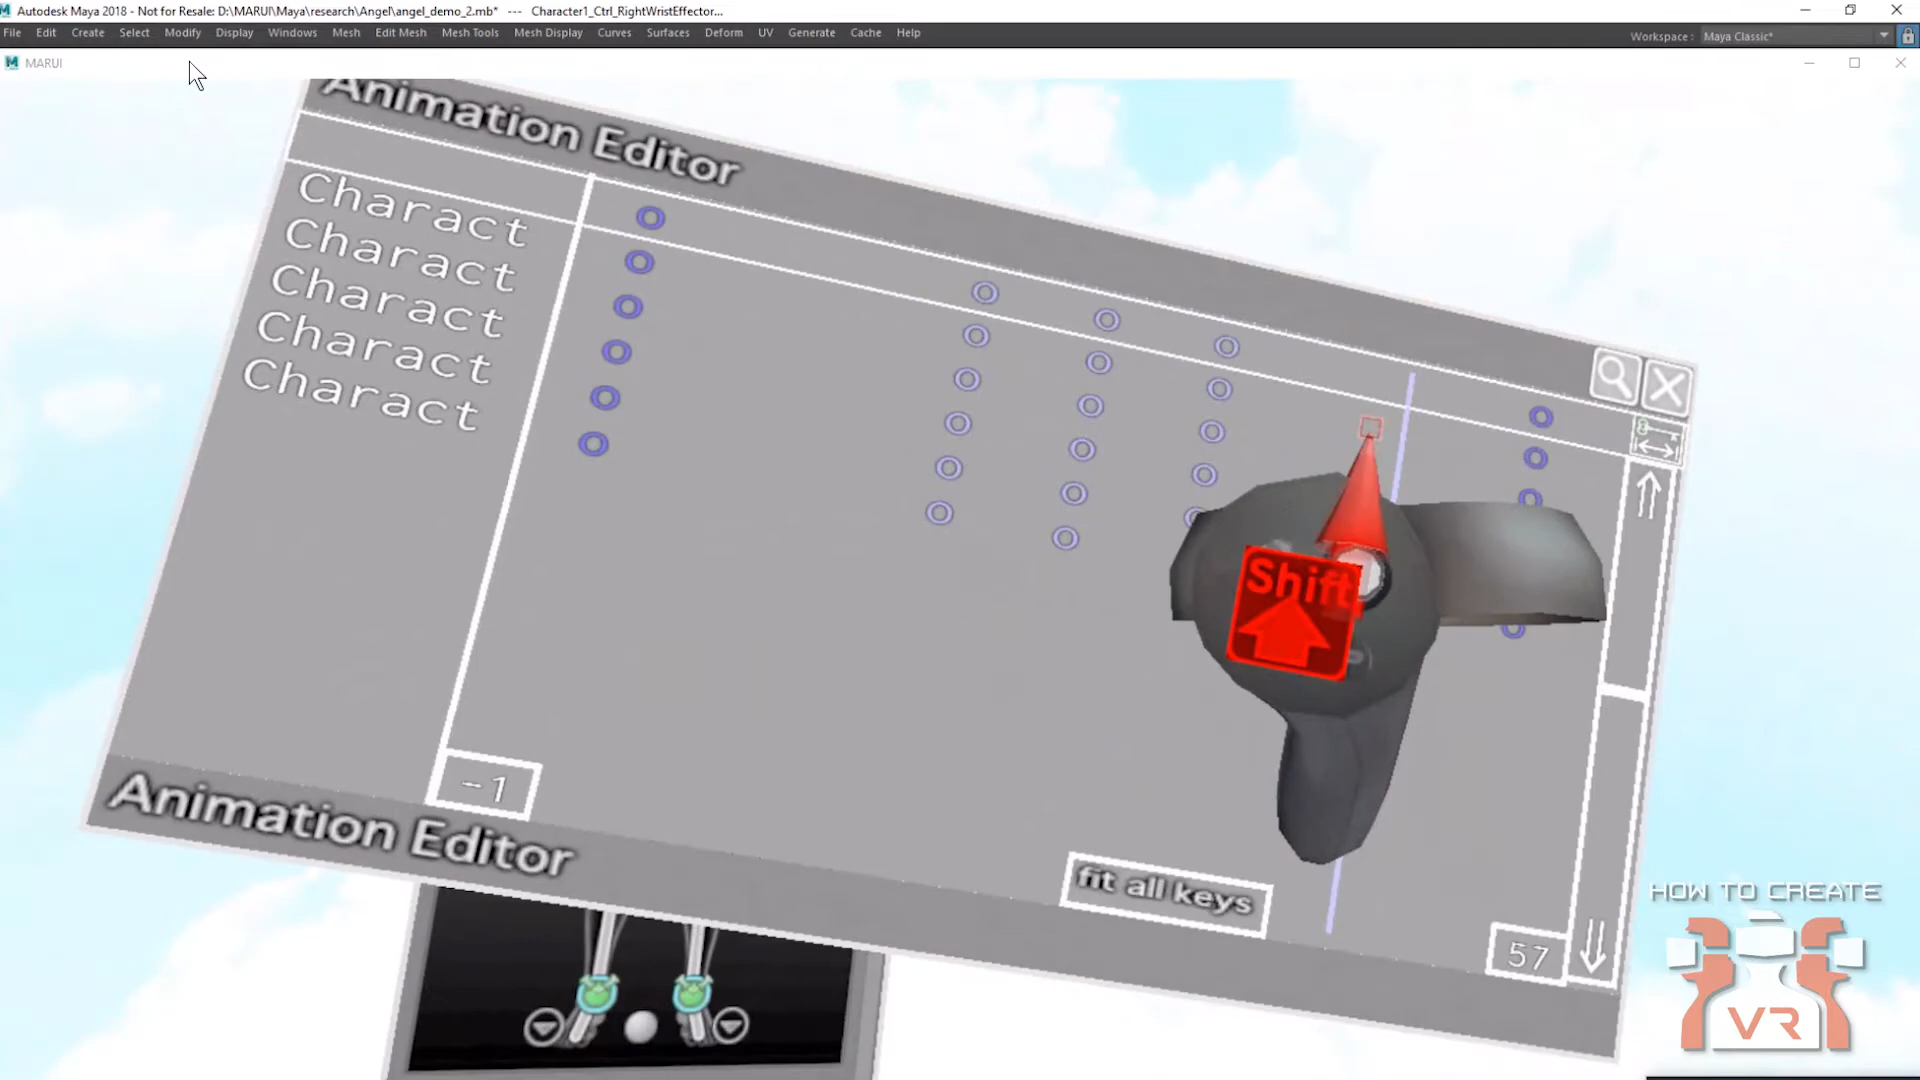 Autodesk Maya 2018 - Not for Resale: D:\MARUI\Maya\research\Angel\angel_demo_2.mb*   ---   Character1_Ctrl_RightWristEffector...
File Edit Create Select Modify Display Windows Mesh Edit Mesh Mesh Tools Mesh Display Curves Surfaces Deform UV Generate Cache Help
Workspace : Maya Classic*
MARUI
Animation Editor
Charact
Charact
Charact
Charact
Charact
Shift
-1
Animation Editor
fit all keys
57
HOW TO CREATE
VR